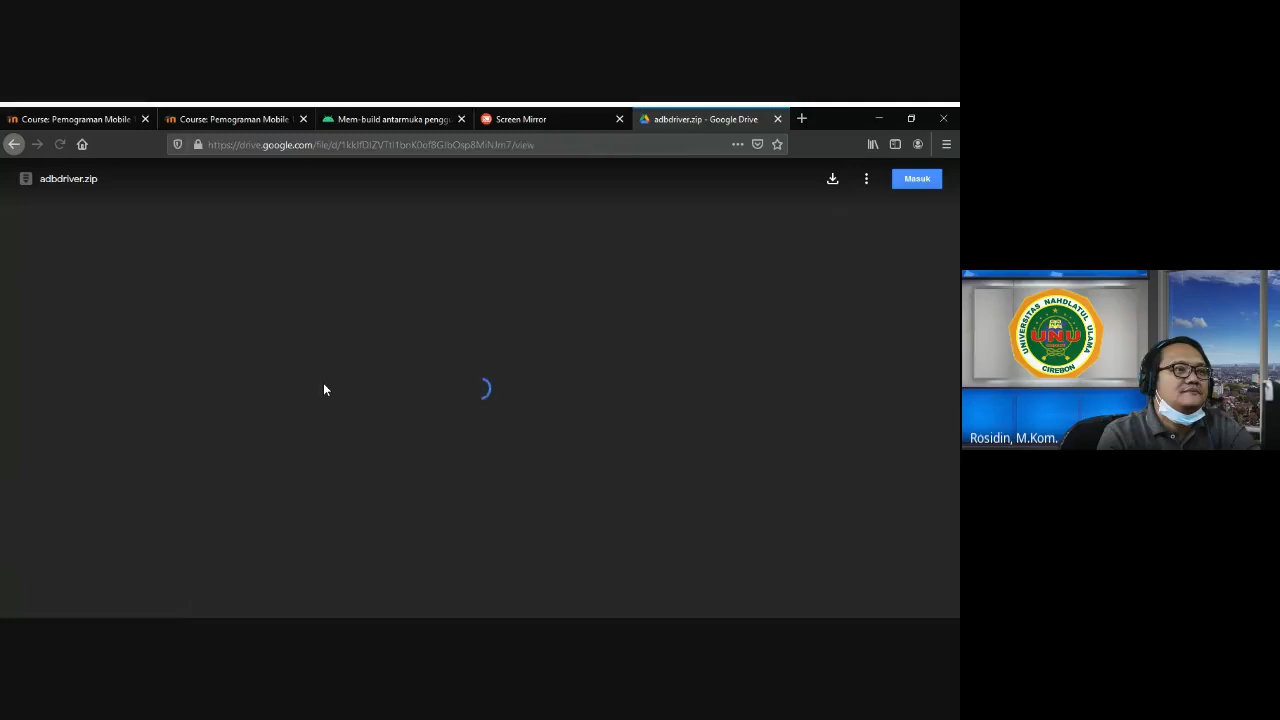 Course: Pemograman Mobile
Course: Pemograman Mobile
Mem-build antarmuka penggu
Screen Mirror
adbdriver.zip - Google Drive
adbdriver.zip
Masuk
UNIVERSITAS NAHDLATUL ULAMA
UNU
CIREBON
Rosidin, M.Kom.